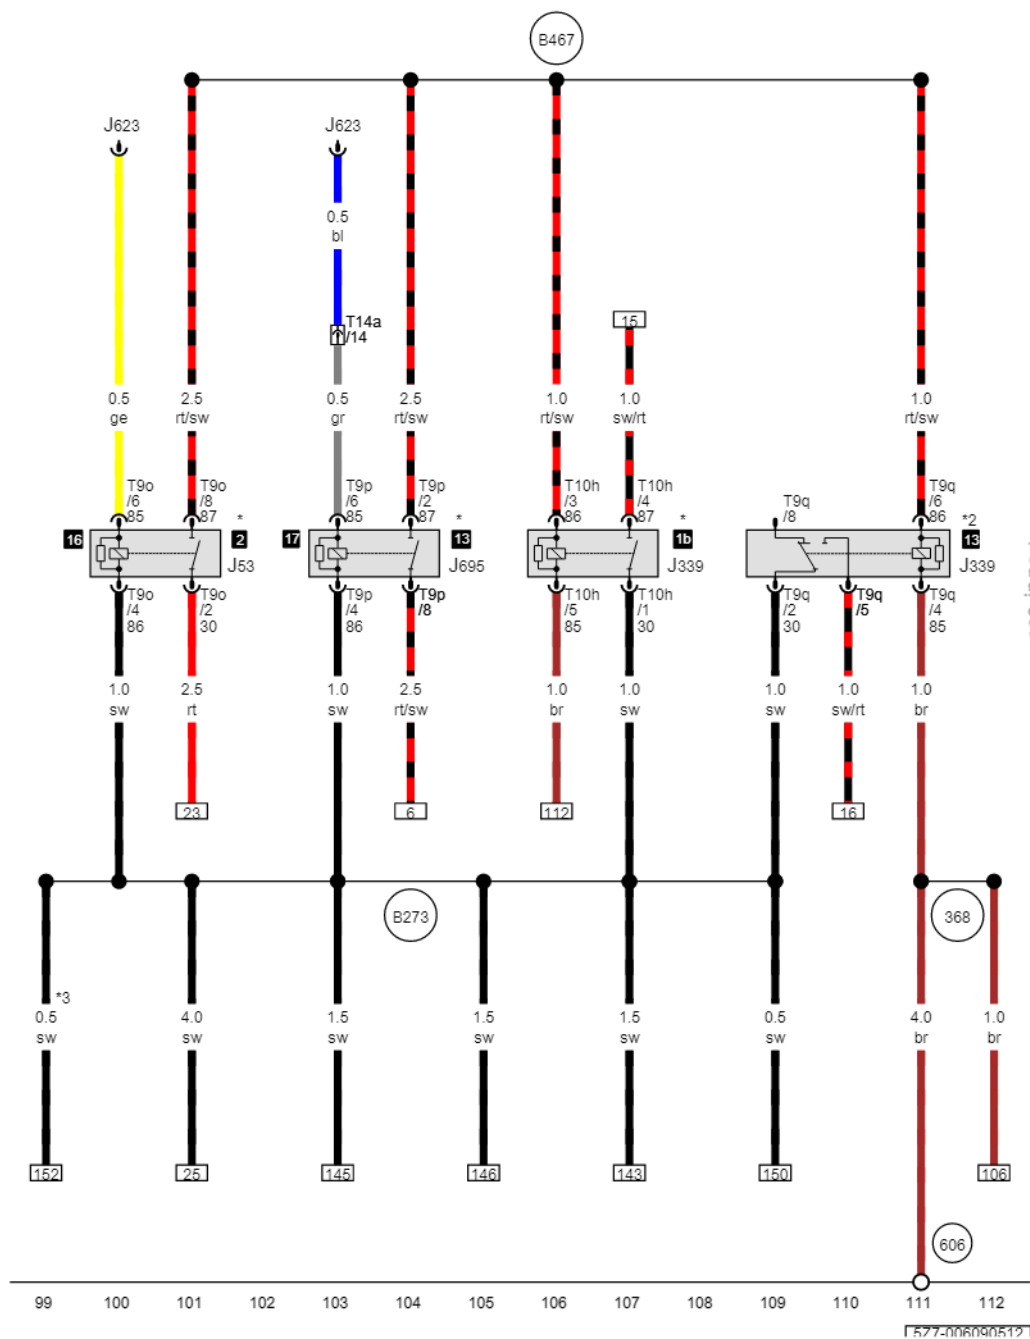 B467
J623
J623
0.5
bl
T14a
/14
15
0.5
ge
2.5
rt/sw
0.5
gr
2.5
rt/sw
1.0
rt/sw
1.0
sw/rt
1.0
rt/sw
T9o
/6
85
T9o
/8
87
T9p
/6
85
T9p
/2
87
T10h
/3
86
T10h
/4
87
T9q
/8
T9q
/6
86
16
*
2
J53
17
*
13
J695
*
1b
J339
*2
13
J339
T9o
/4
86
T9o
/2
30
T9p
/4
86
T9p
/8
T10h
/5
85
T10h
/1
30
T9q
/2
30
T9q
/5
T9q
/4
85
1.0
sw
2.5
rt
1.0
sw
2.5
rt/sw
1.0
br
1.0
sw
1.0
sw
1.0
sw/rt
1.0
br
23
6
112
16
B273
368
*3
0.5
sw
4.0
sw
1.5
sw
1.5
sw
1.5
sw
0.5
sw
4.0
br
1.0
br
152
25
145
146
143
150
106
606
99 100 101 102 103 104 105 106 107 108 109 110 111 112
577-006090512